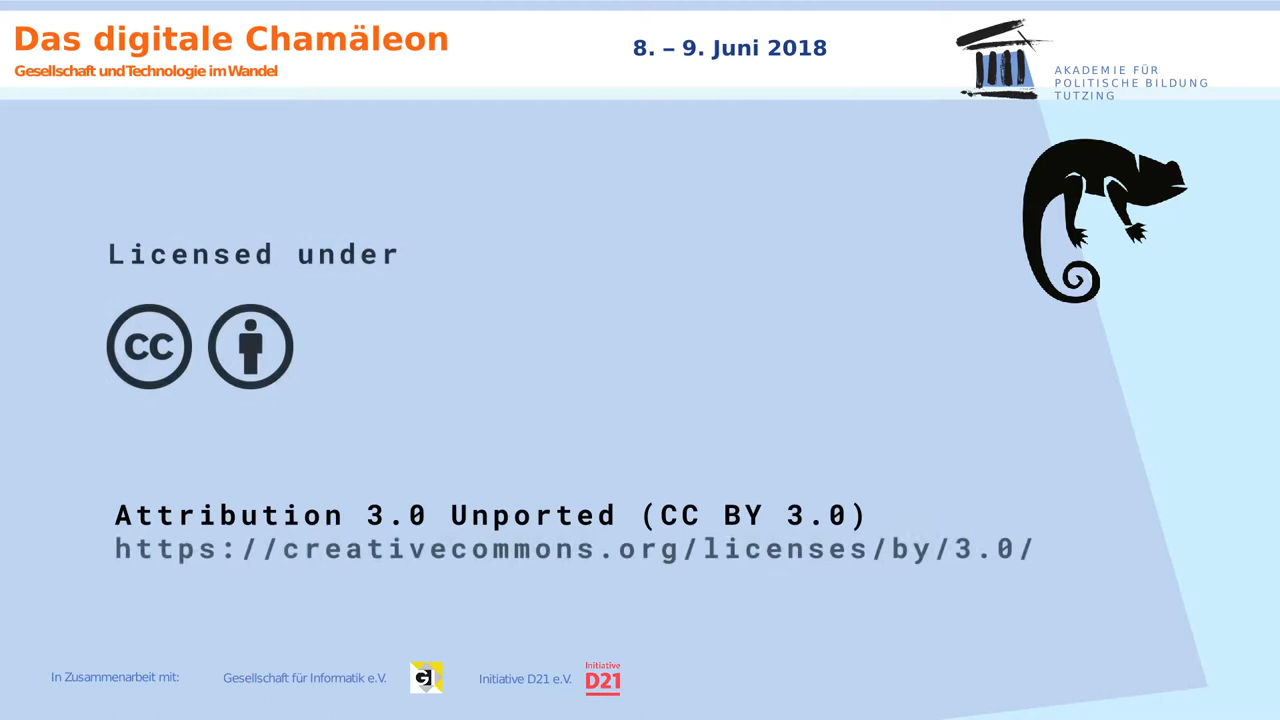 Das digitale Chamäleon
Gesellschaft und Technologie im Wandel
8. – 9. Juni 2018
AKADEMIE FÜR
POLITISCHE BILDUNG
TUTZING
Licensed under
cc
Attribution 3.0 Unported (CC BY 3.0)
https://creativecommons.org/licenses/by/3.0/
In Zusammenarbeit mit:
Gesellschaft für Informatik e.V.
GI
Initiative D21 e.V.
Initiative
D21